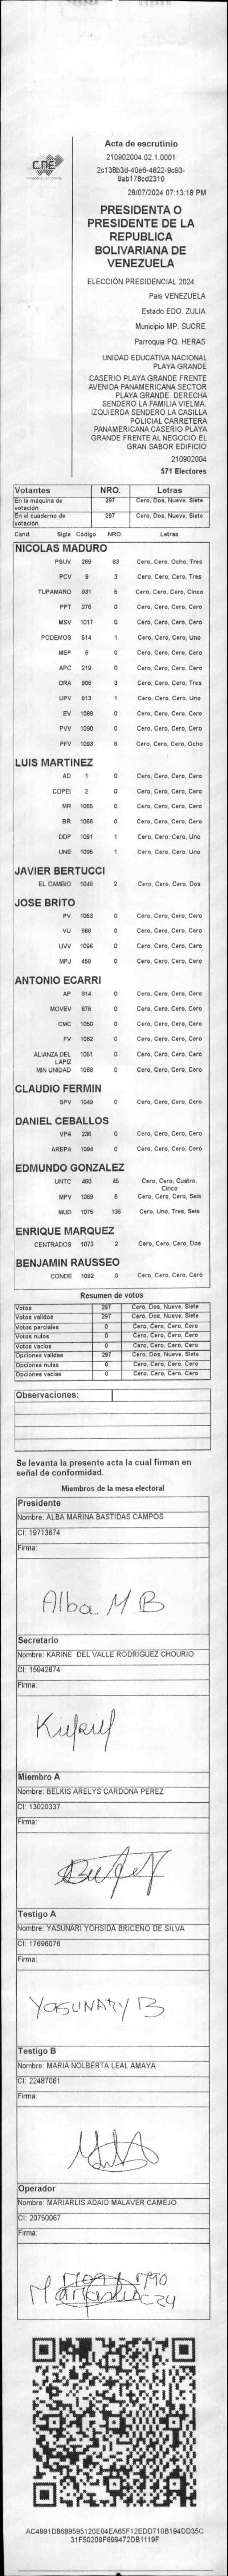 CNE
Acta de escrutinio
210902004.02.1.0001
2c138b3d-40e6-4822-9c93-
9ab178cd2310
28/07/2024 07:13:18 PM
PRESIDENTA O
PRESIDENTE DE LA
REPUBLICA
BOLIVARIANA DE
VENEZUELA
ELECCIÓN PRESIDENCIAL 2024
Pais VENEZUELA
Estado EDO. ZULIA
Municipio MP. SUCRE
Parroquia PQ. HERAS
UNIDAD EDUCATIVA NACIONAL
PLAYA GRANDE
CASERIO PLAYA GRANDE FRENTE
AVENIDA PANAMERICANA SECTOR
PLAYA GRANDE. DERECHA
SENDERO LA FAMILIA VIELMA.
IZQUIERDA SENDERO LA CASILLA
POLICIAL CARRETERA
PANAMERICANA CASERIO PLAYA
GRANDE FRENTE AL NEGOCIO EL
GRAN SABOR EDIFICIO
210902004
571 Electores
Votantes NRO. Letras
En la máquina de votación 297 Cero, Dos, Nueve, Siete
En el cuaderno de votación 297 Cero, Dos, Nueve, Siete
Cand. Sigla Código NRO. Letras
NICOLAS MADURO
PSUV 269 83 Cero, Cero, Ocho, Tres
PCV 9 3 Cero, Cero, Cero, Tres
TUPAMARO 931 5 Cero, Cero, Cero, Cinco
PPT 276 0 Cero, Cero, Cero, Cero
MSV 1017 0 Cero, Cero, Cero, Cero
PODEMOS 514 1 Cero, Cero, Cero, Uno
MEP 6 0 Cero, Cero, Cero, Cero
APC 219 0 Cero, Cero, Cero, Cero
ORA 906 3 Cero, Cero, Cero, Tres
UPV 513 1 Cero, Cero, Cero, Uno
EV 1089 0 Cero, Cero, Cero, Cero
PVV 1090 0 Cero, Cero, Cero, Cero
PFV 1093 8 Cero, Cero, Cero, Ocho
LUIS MARTINEZ
AD 1 0 Cero, Cero, Cero, Cero
COPEI 2 0 Cero, Cero, Cero, Cero
MR 1065 0 Cero, Cero, Cero, Cero
BR 1066 0 Cero, Cero, Cero, Cero
DDP 1091 1 Cero, Cero, Cero, Uno
UNE 1095 1 Cero, Cero, Cero, Uno
JAVIER BERTUCCI
EL CAMBIO 1048 2 Cero, Cero, Cero, Dos
JOSE BRITO
PV 1053 0 Cero, Cero, Cero, Cero
VU 868 0 Cero, Cero, Cero, Cero
UVV 1096 0 Cero, Cero, Cero, Cero
MPJ 458 0 Cero, Cero, Cero, Cero
ANTONIO ECARRI
AP 814 0 Cero, Cero, Cero, Cero
MOVEV 878 0 Cero, Cero, Cero, Cero
CMC 1050 0 Cero, Cero, Cero, Cero
FV 1062 0 Cero, Cero, Cero, Cero
ALIANZA DEL LAPIZ 1051 0 Cero, Cero, Cero, Cero
MIN UNIDAD 1068 0 Cero, Cero, Cero, Cero
CLAUDIO FERMIN
SPV 1049 0 Cero, Cero, Cero, Cero
DANIEL CEBALLOS
VPA 236 0 Cero, Cero, Cero, Cero
AREPA 1094 0 Cero, Cero, Cero, Cero
EDMUNDO GONZALEZ
UNTC 460 45 Cero, Cero, Cuatro, Cinco
MPV 1069 6 Cero, Cero, Cero, Seis
MUD 1076 136 Cero, Uno, Tres, Seis
ENRIQUE MARQUEZ
CENTRADOS 1073 2 Cero, Cero, Cero, Dos
BENJAMIN RAUSSEO
CONDE 1092 0 Cero, Cero, Cero, Cero
Resumen de votos
Votos 297 Cero, Dos, Nueve, Siete
Votos validos 297 Cero, Dos, Nueve, Siete
Votos parciales 0 Cero, Cero, Cero, Cero
Votos nulos 0 Cero, Cero, Cero, Cero
Votos vacios 0 Cero, Cero, Cero, Cero
Opciones validas 297 Cero, Dos, Nueve, Siete
Opciones nulas 0 Cero, Cero, Cero, Cero
Opciones vacias 0 Cero, Cero, Cero, Cero
Observaciones:
Se levanta la presente acta la cual firman en
señal de conformidad.
Miembros de la mesa electoral
Presidente
Nombre: ALBA MARINA BASTIDAS CAMPOS
CI: 19713674
Firma:
Alba M B
Secretario
Nombre: KARINE DEL VALLE RODRIGUEZ CHOURIO
CI: 15942674
Firma:
Miembro A
Nombre: BELKIS ARELYS CARDONA PEREZ
CI: 13020337
Firma:
Testigo A
Nombre: YASUNARI YOHSIDA BRICEÑO DE SILVA
CI: 17696076
Firma:
YASUNARY B
Testigo B
Nombre: MARIA NOLBERTA LEAL AMAYA
CI: 22487061
Firma:
Operador
Nombre: MARIARLIS ADAID MALAVER CAMEJO
CI: 20750067
Firma:
AC4991D8689595120E04EA65F12EDD710B194DD35C
31F50209F699472DB1119F